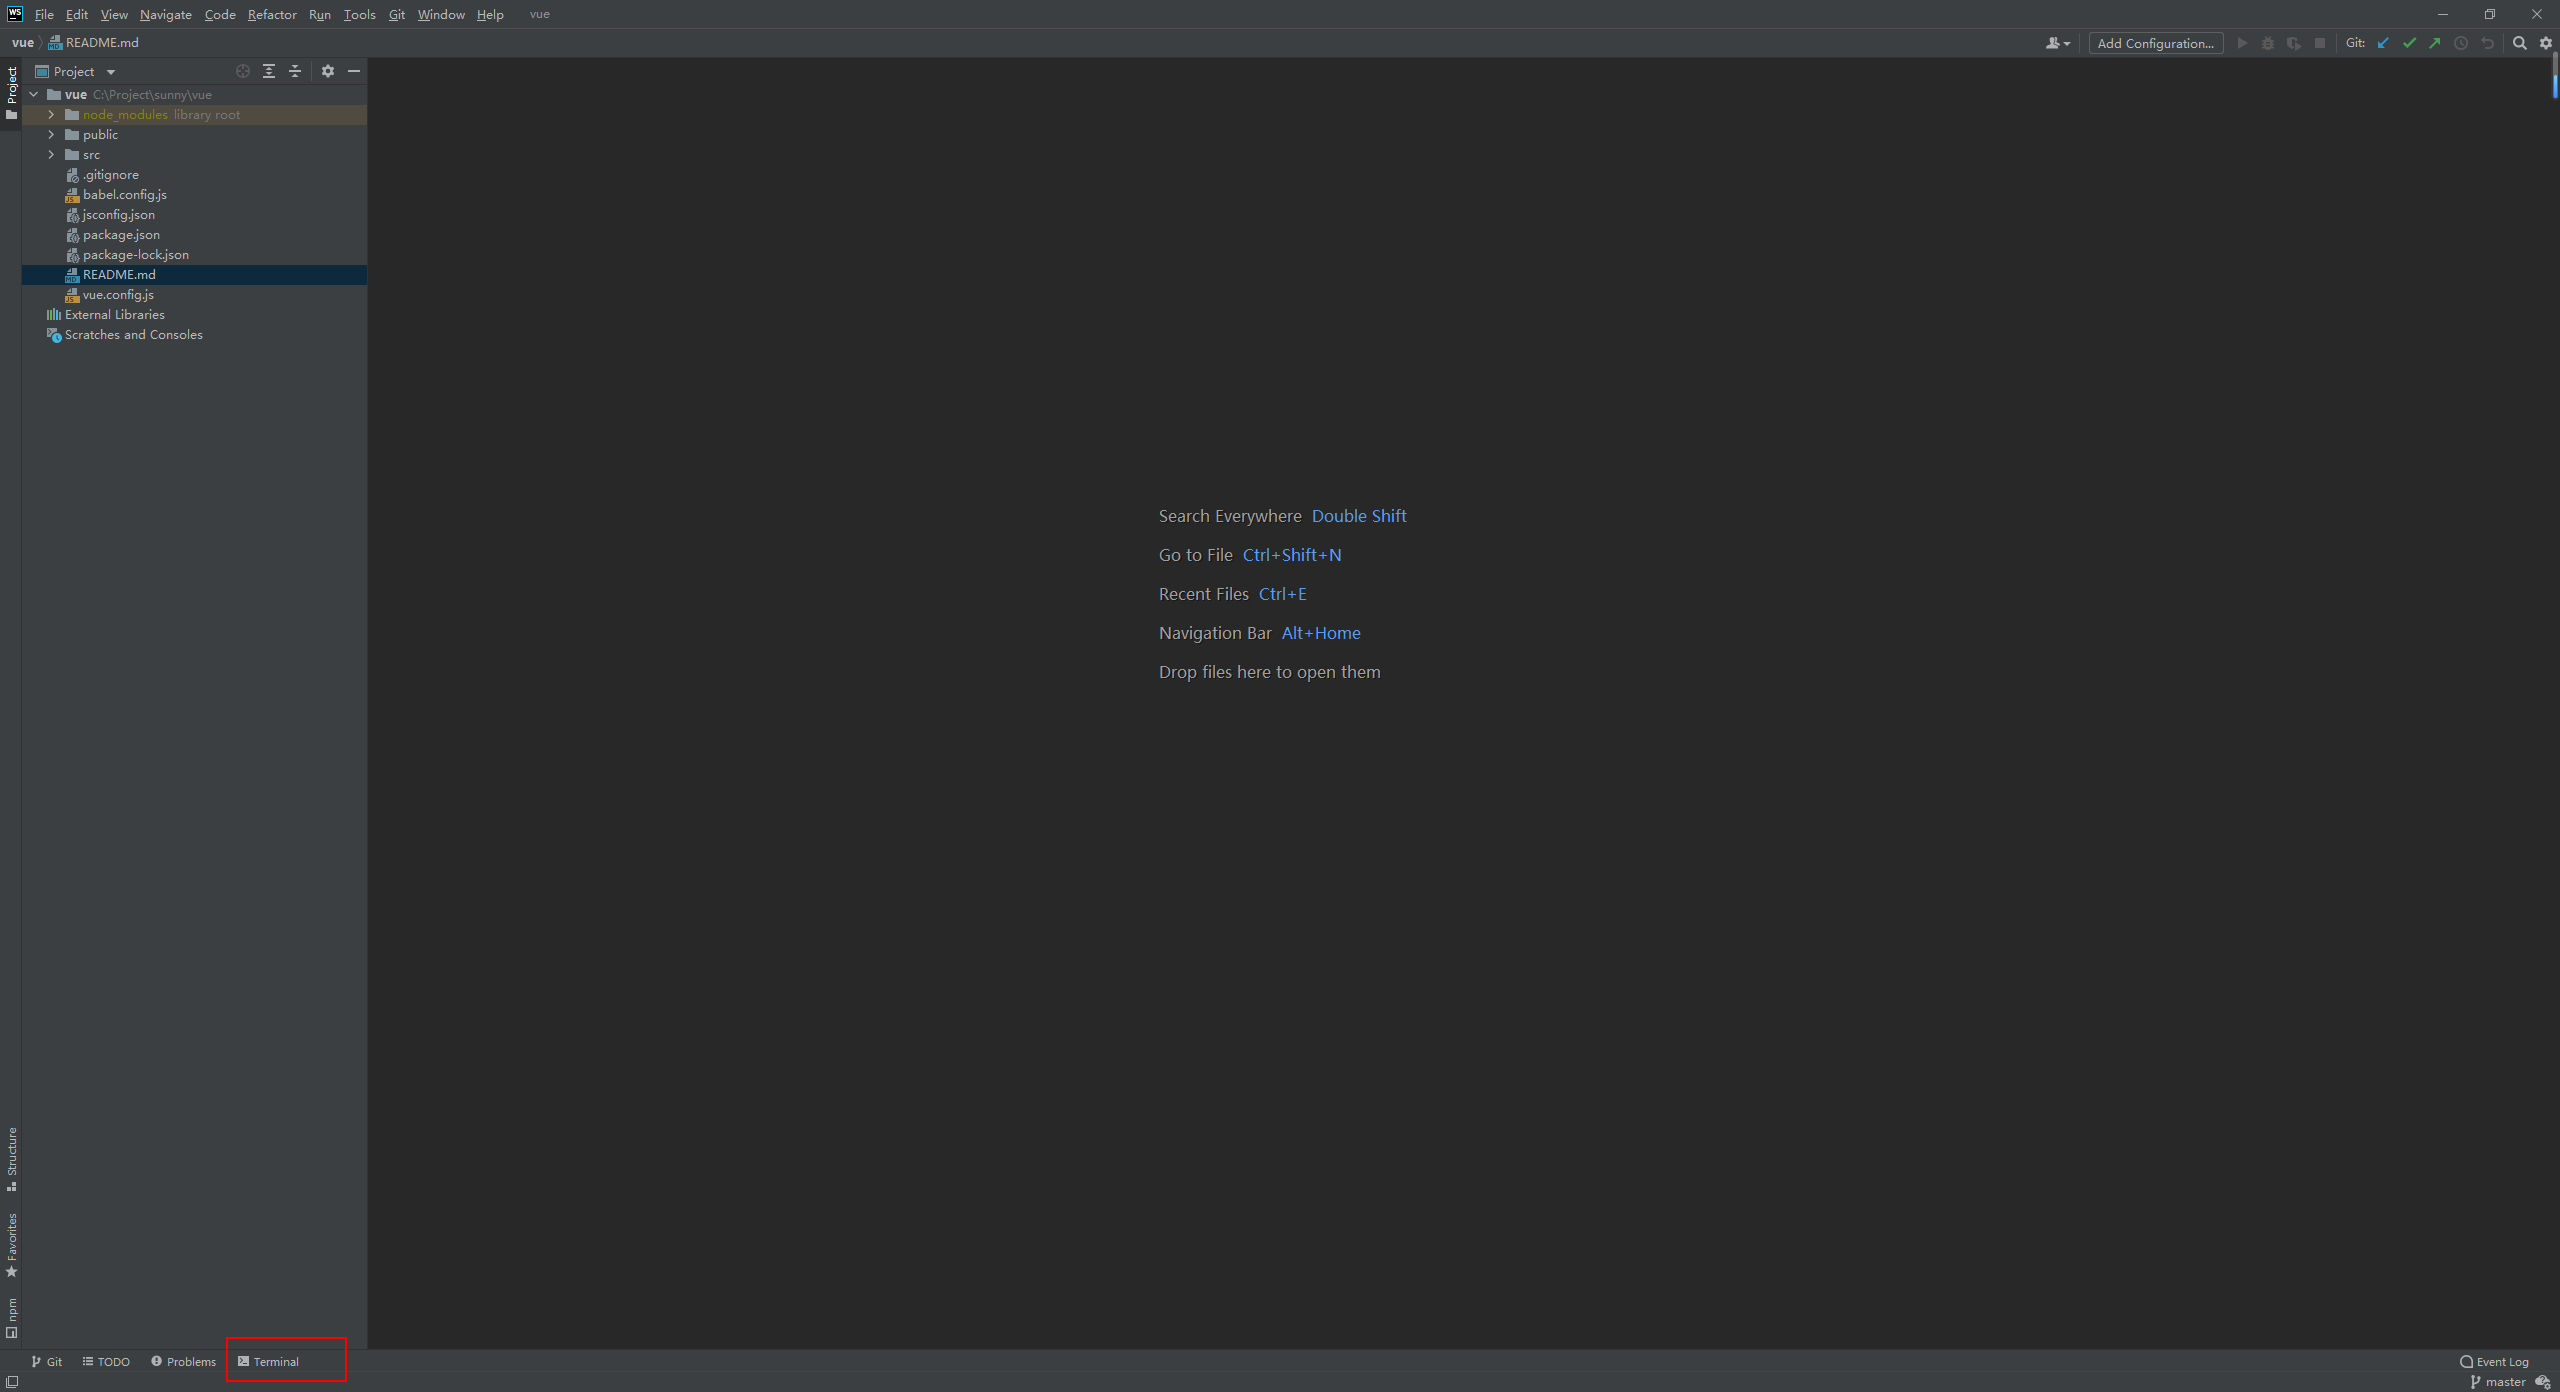 WS File Edit View Navigate Code Refactor Run Tools Git Window Help vue
vue README.md Add Configuration... Git:
Project
Project
vue C:\Project\sunny\vue
node_modules library root
public
src
.gitignore
babel.config.js
jsconfig.json
package.json
package-lock.json
README.md
vue.config.js
External Libraries
Scratches and Consoles
Search Everywhere Double Shift
Go to File Ctrl+Shift+N
Recent Files Ctrl+E
Navigation Bar Alt+Home
Drop files here to open them
Structure
Favorites
npm
Git TODO Problems Terminal Event Log
master